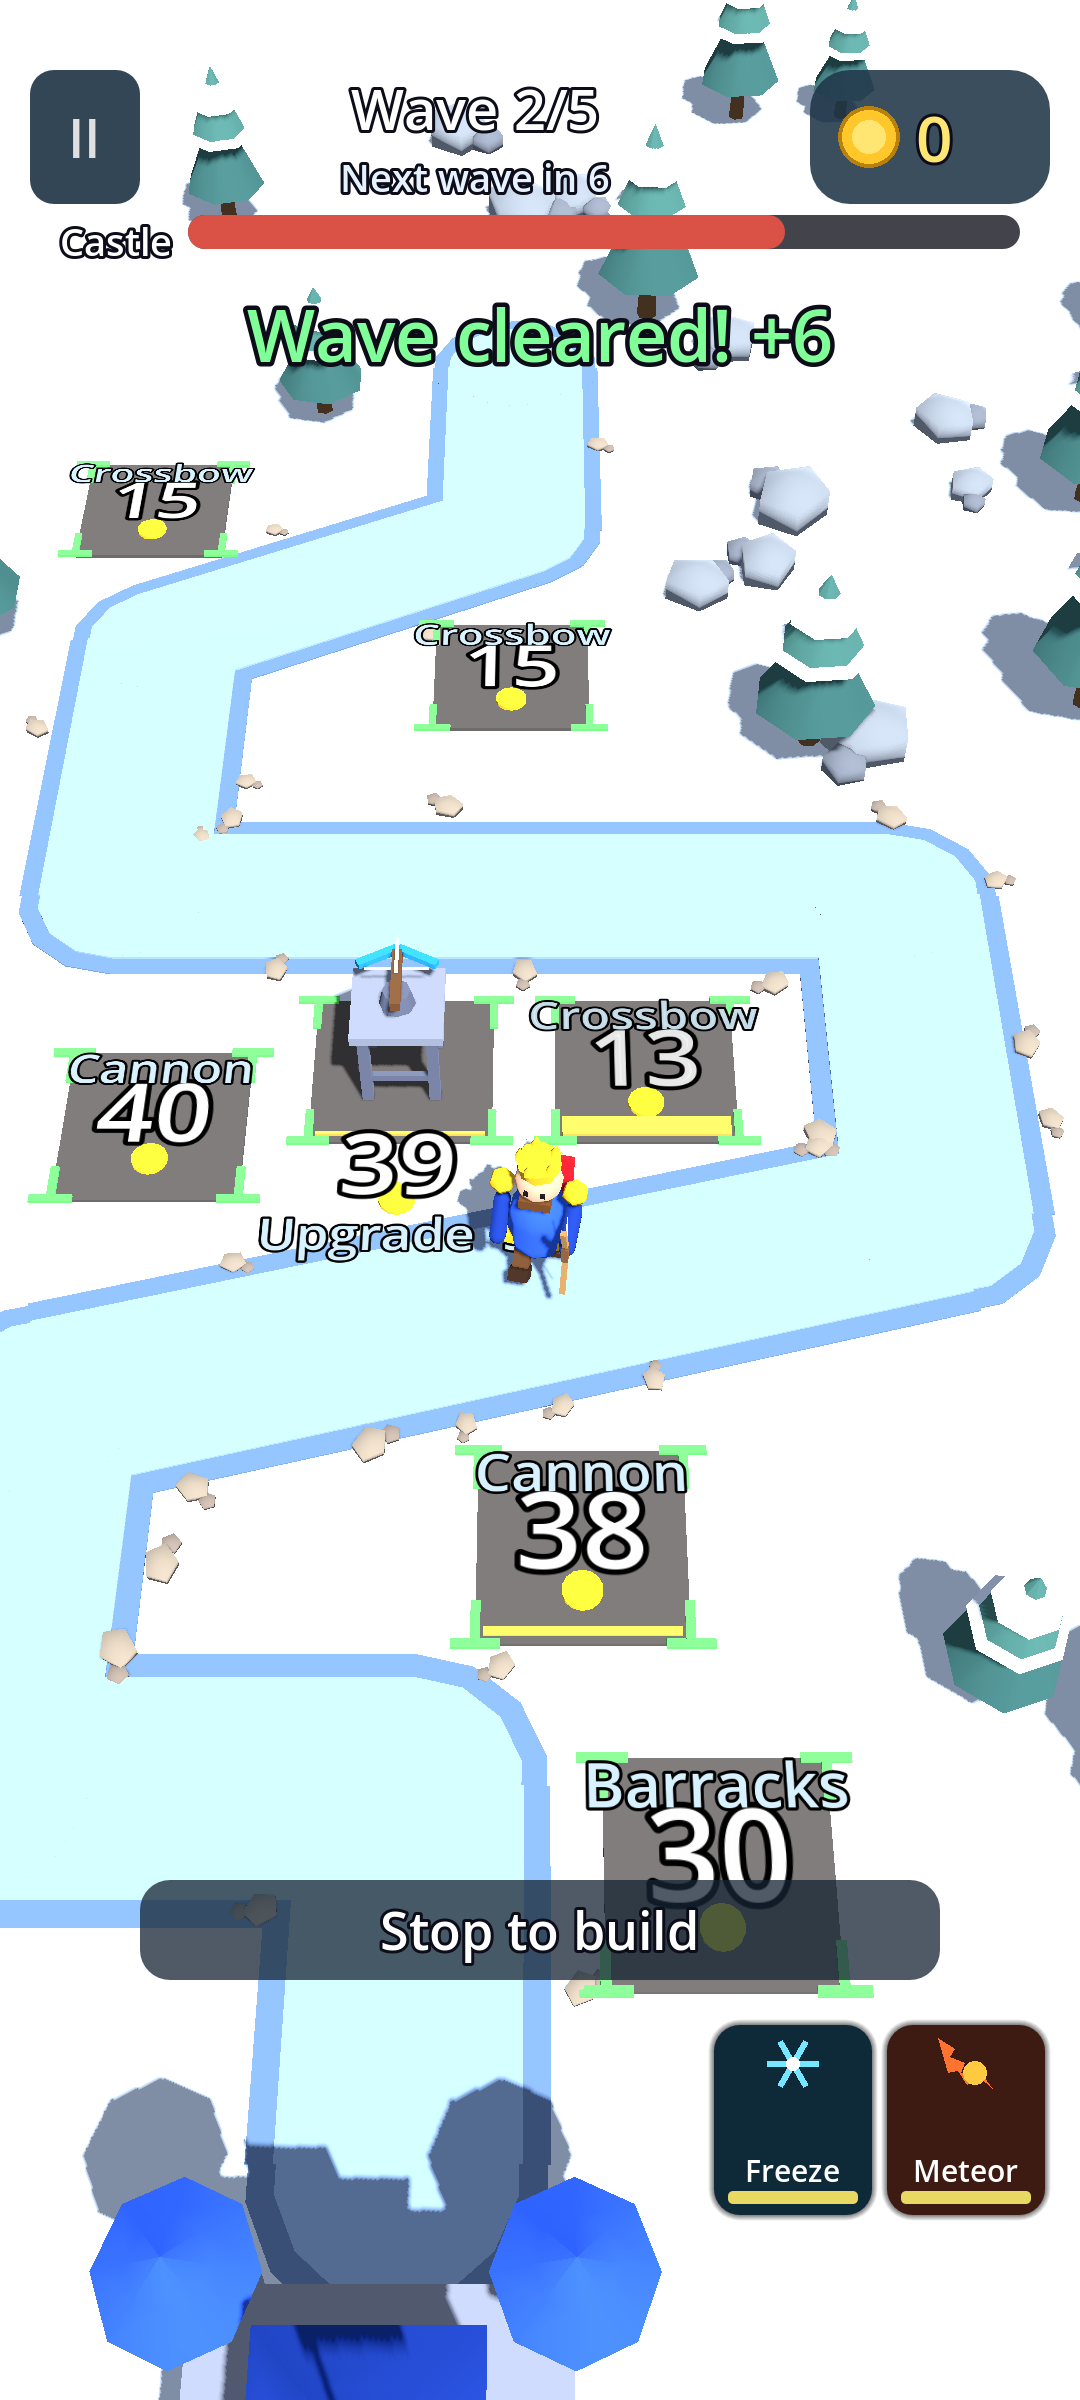 Wave 2/5
0
Next wave in 6
Castle
Wave cleared! +6
Crossbow
15
Crossbow
15
Crossbow
13
Cannon
40
39
Upgrade
Cannon
38
Barracks
30
Stop to build
Freeze
Meteor